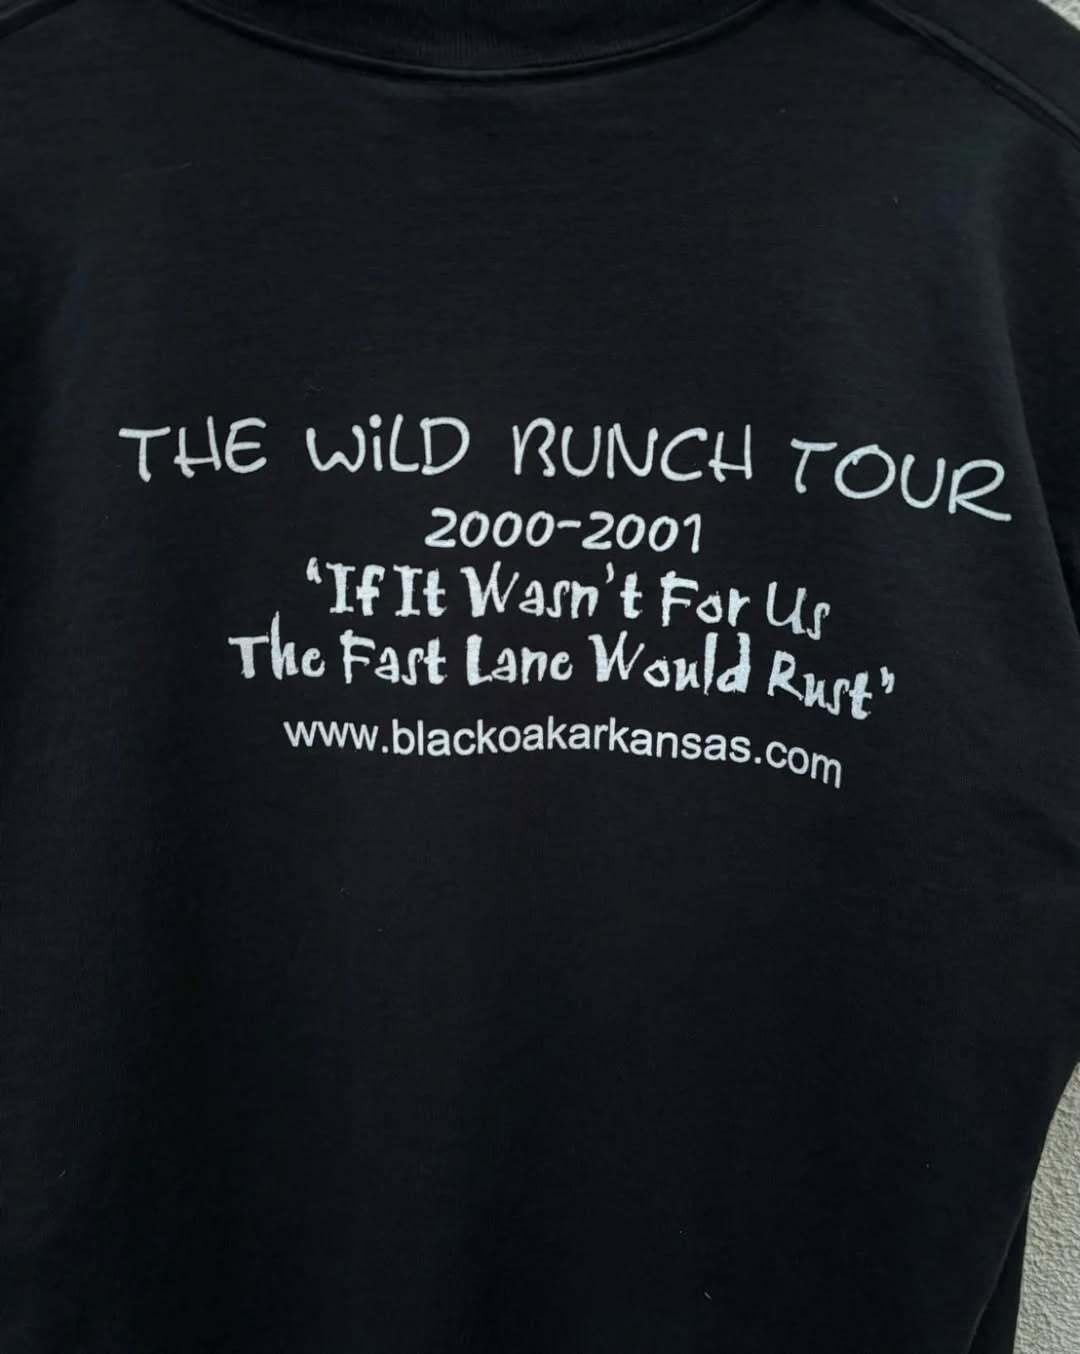 THE WiLD BUNCH TOUR
2000-2001
"If It Wasn't For Us
The Fast Lane Would Rust"
www.blackoakarkansas.com